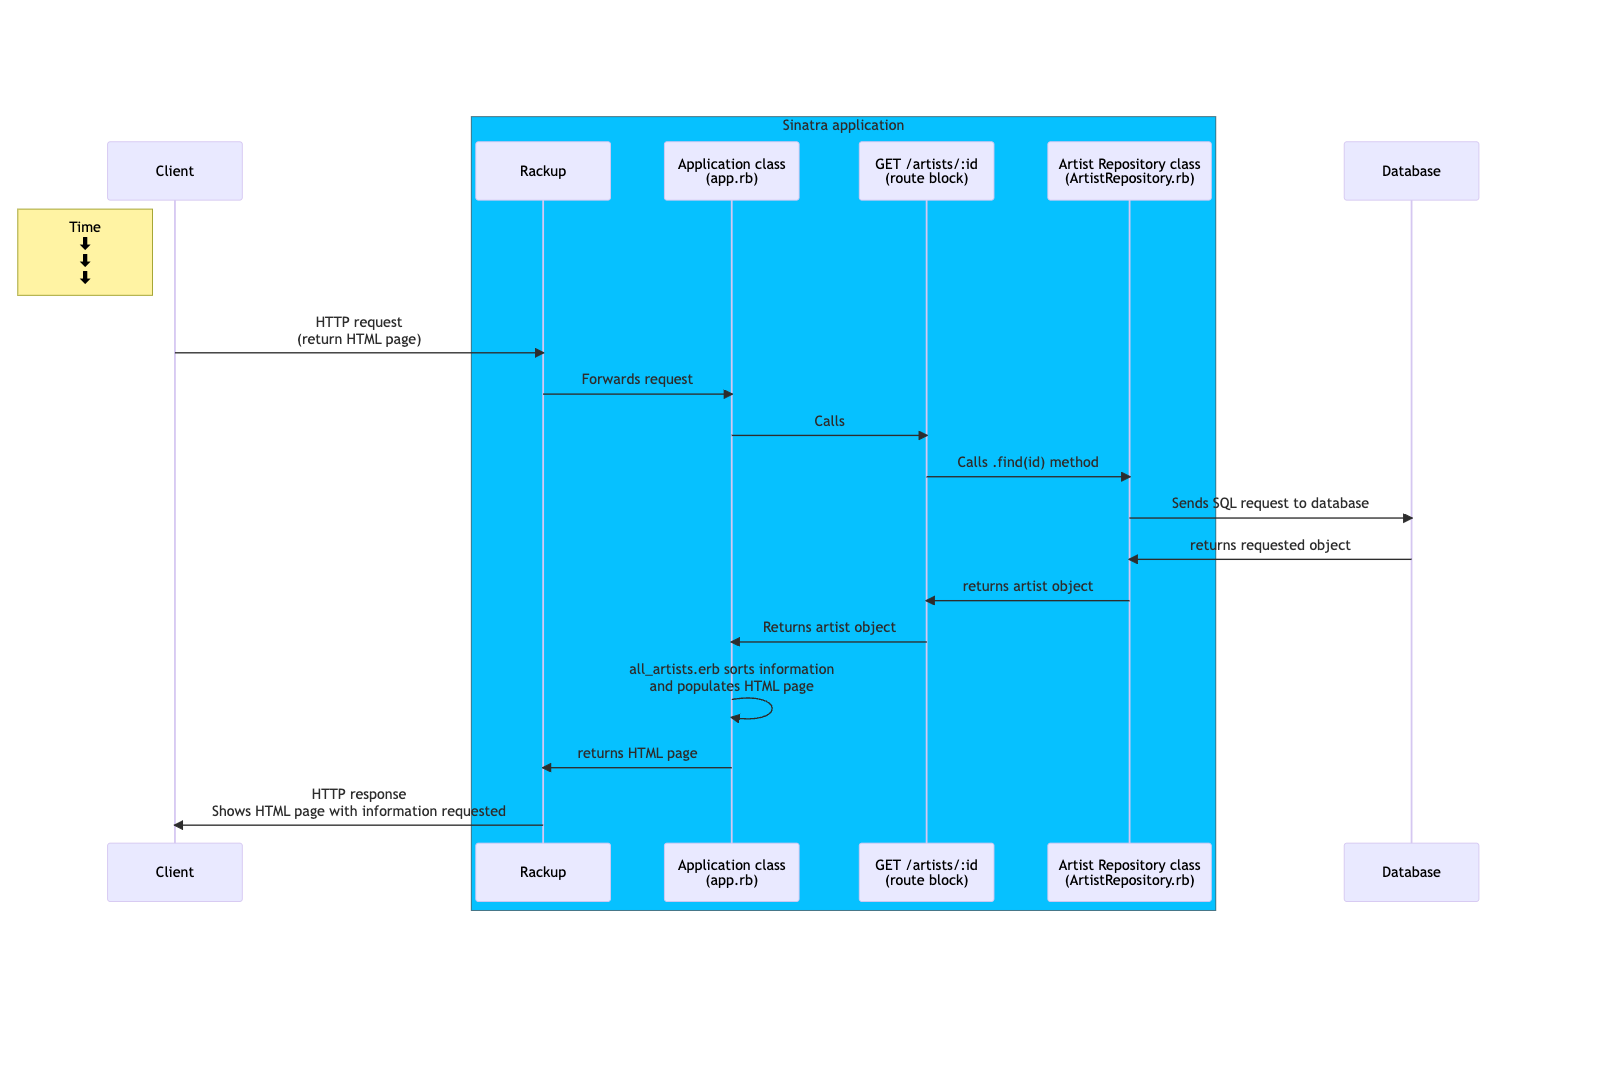 Sinatra application
Client
Rackup
Application class
(app.rb)
GET /artists/:id
(route block)
Artist Repository class
(ArtistRepository.rb)
Database
Time
⬇
⬇
⬇
HTTP request
(return HTML page)
Forwards request
Calls
Calls .find(id) method
Sends SQL request to database
returns requested object
returns artist object
Returns artist object
all_artists.erb sorts information
and populates HTML page
returns HTML page
HTTP response
Shows HTML page with information requested
Client
Rackup
Application class
(app.rb)
GET /artists/:id
(route block)
Artist Repository class
(ArtistRepository.rb)
Database